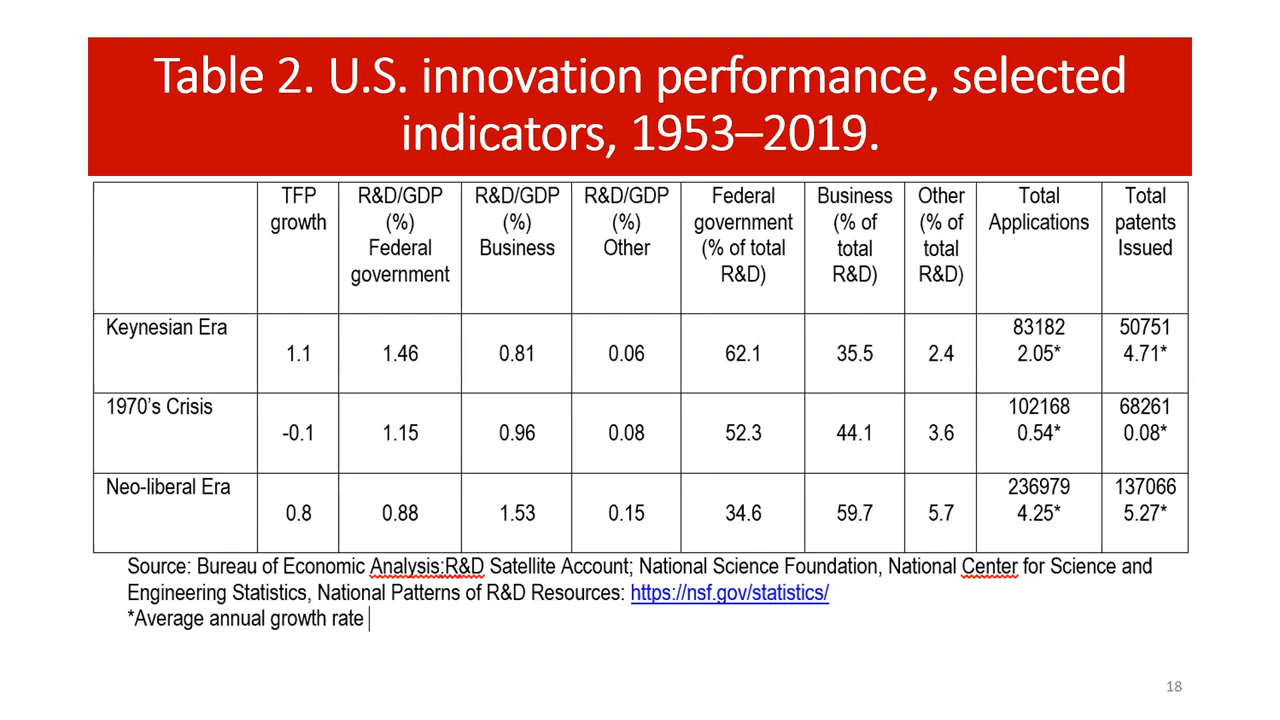 Table 2. U.S. innovation performance, selected
indicators, 1953–2019.
TFP growth
R&D/GDP (%) Federal government
R&D/GDP (%) Business
R&D/GDP (%) Other
Federal government (% of total R&D)
Business (% of total R&D)
Other (% of total R&D)
Total Applications
Total patents Issued
Keynesian Era 1.1 1.46 0.81 0.06 62.1 35.5 2.4 83182 2.05* 50751 4.71*
1970's Crisis -0.1 1.15 0.96 0.08 52.3 44.1 3.6 102168 0.54* 68261 0.08*
Neo-liberal Era 0.8 0.88 1.53 0.15 34.6 59.7 5.7 236979 4.25* 137066 5.27*
Source: Bureau of Economic Analysis:R&D Satellite Account; National Science Foundation, National Center for Science and
Engineering Statistics, National Patterns of R&D Resources: https://nsf.gov/statistics/
*Average annual growth rate
18